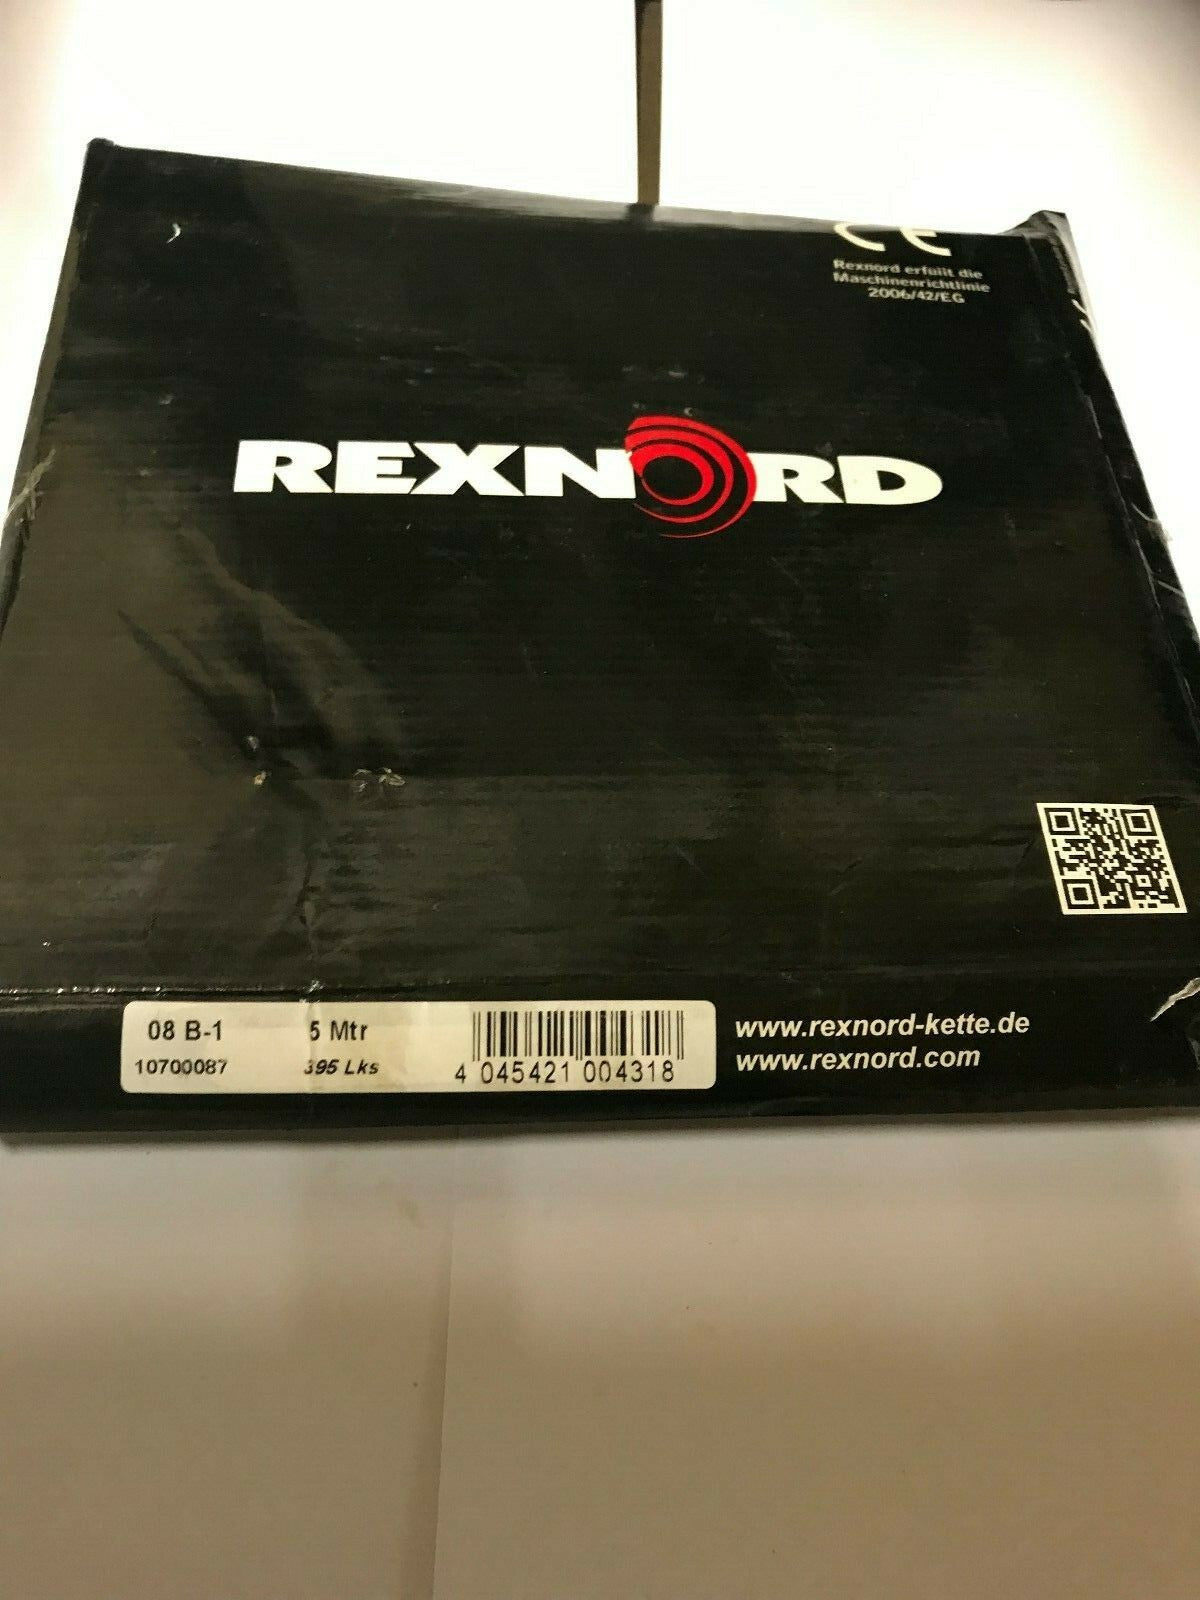 CE
Rexnord erfüllt die
Maschinenrichtlinie
2006/42/EG
REXNORD
08 B-1 5 Mtr
10700087 395 Lks
4 045421 004318
www.rexnord-kette.de
www.rexnord.com